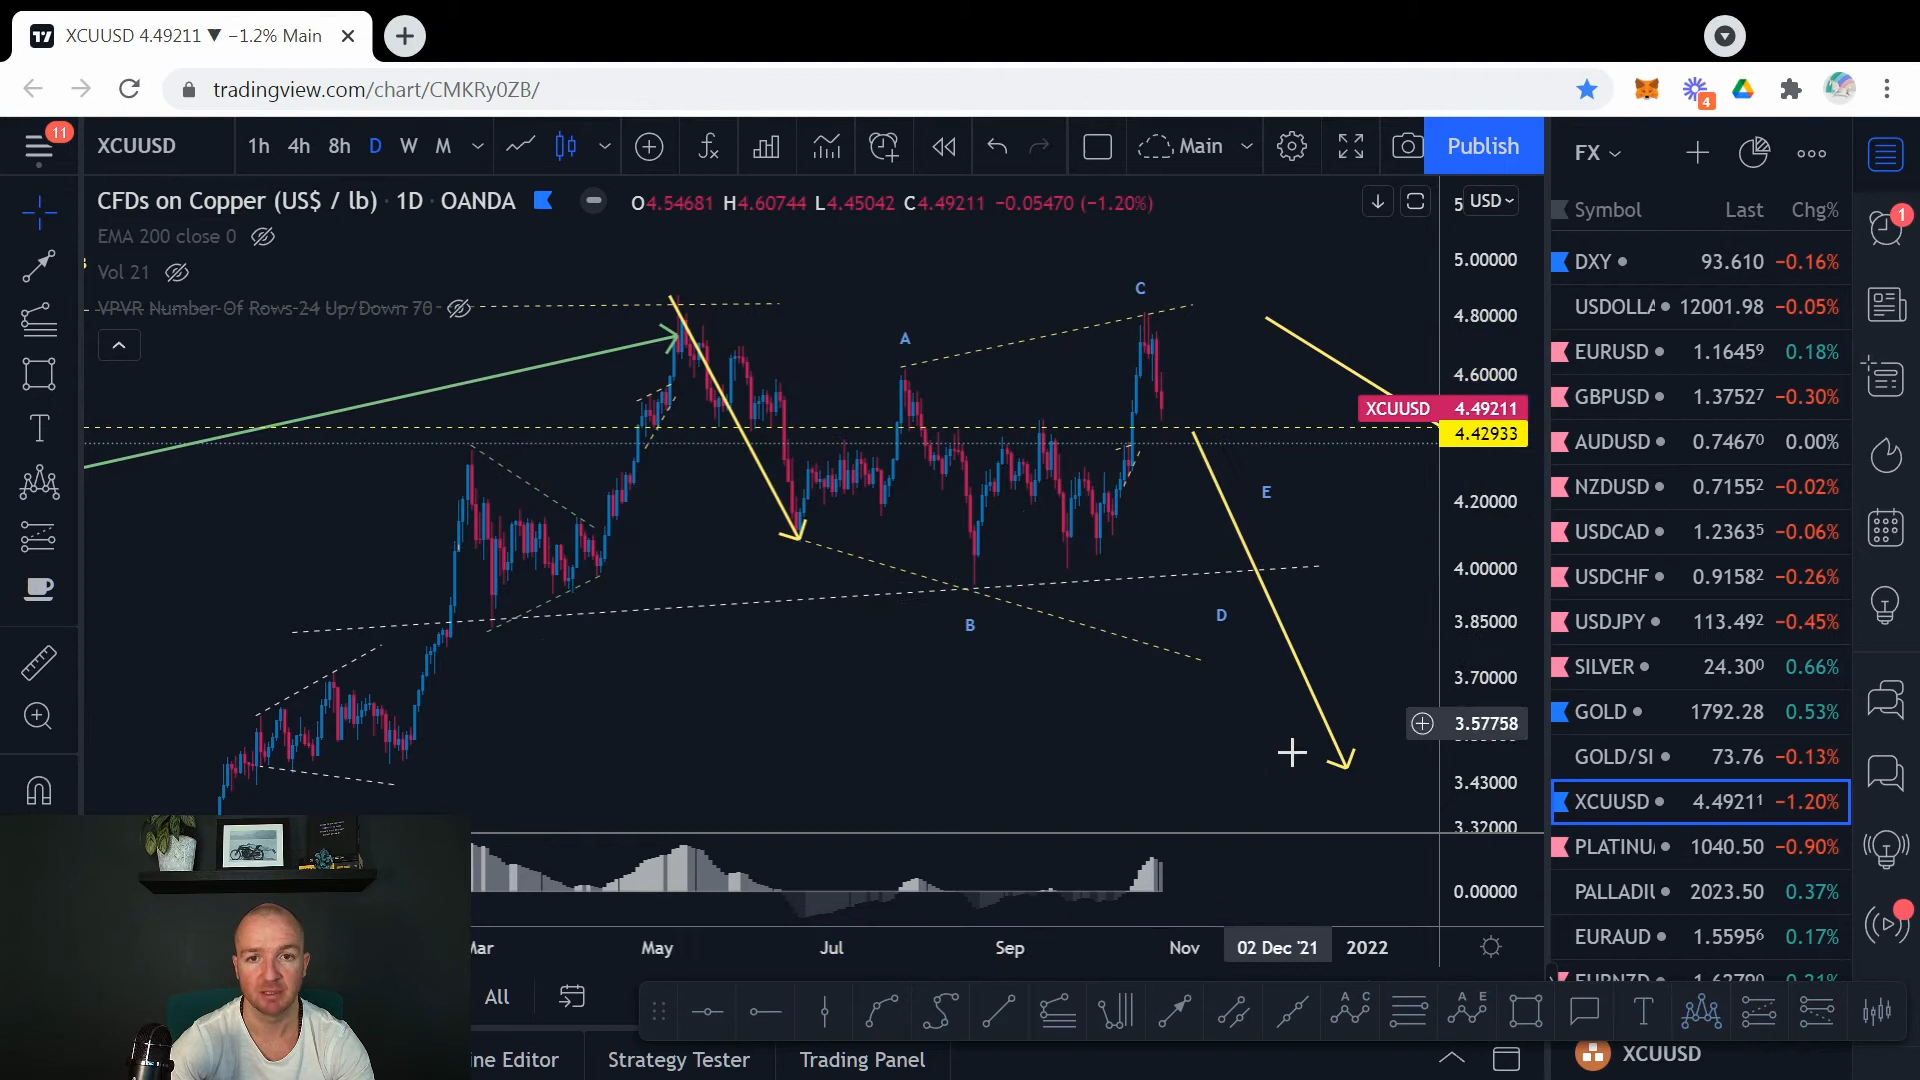 XCUUSD 4.49211 ▼ −1.2% Main
tradingview.com/chart/CMKRy0ZB/
4
11
XCUUSD
1h 4h 8h D W M
Main
Publish
FX
CFDs on Copper (US$ / lb) · 1D · OANDA
O4.54681 H4.60744 L4.45042 C4.49211 −0.05470 (−1.20%)
USD
EMA 200 close 0
Vol 21
VPVR Number Of Rows 24 Up/Down 70
5.00000
4.80000
4.60000
XCUUSD 4.49211
4.42933
4.20000
4.00000
3.85000
3.70000
3.57758
3.43000
3.32000
0.00000
A
B
C
D
E
Mar May Jul Sep Nov 02 Dec '21 2022
All
Strategy Tester
Trading Panel
Symbol Last Chg%
1
DXY 93.610 −0.16%
USDOLLA 12001.98 −0.05%
EURUSD 1.16459 0.18%
GBPUSD 1.37527 −0.30%
AUDUSD 0.74670 0.00%
NZDUSD 0.71552 −0.02%
USDCAD 1.23635 −0.06%
USDCHF 0.91582 −0.26%
USDJPY 113.492 −0.45%
SILVER 24.300 0.66%
GOLD 1792.28 0.53%
GOLD/SI 73.76 −0.13%
XCUUSD 4.49211 −1.20%
PLATINU 1040.50 −0.90%
PALLADIU 2023.50 0.37%
EURAUD 1.55956 0.17%
XCUUSD